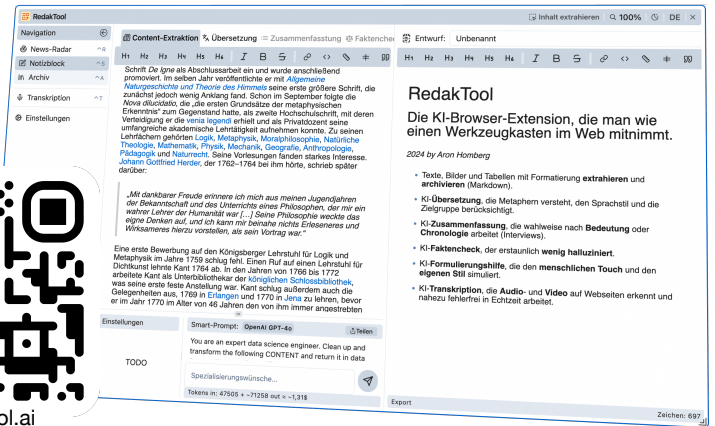 RedakTool
Inhalt extrahieren 100% DE
Navigation
News-Radar ^R
Notizblock ^S
Archiv ^A
Transkription ^T
Einstellungen
Content-Extraktion Übersetzung Zusammenfassung Faktenchec
H1 H2 H3 H4 H5 H6 I B S
Schrift De Igne als Abschlussarbeit ein und wurde anschließend
promoviert. Im selben Jahr veröffentlichte er mit Allgemeine
Naturgeschichte und Theorie des Himmels seine erste größere Schrift, die
zunächst jedoch wenig Anklang fand. Schon im September folgte die
Nova dilucidatio, die „die ersten Grundsätze der metaphysischen
Erkenntnis“ zum Gegenstand hatte, als zweite Hochschulschrift, mit deren
Verteidigung er die venia legendi erhielt und als Privatdozent seine
umfangreiche akademische Lehrtätigkeit aufnehmen konnte. Zu seinen
Lehrfächern gehörten Logik, Metaphysik, Moralphilosophie, Natürliche
Theologie, Mathematik, Physik, Mechanik, Geografie, Anthropologie,
Pädagogik und Naturrecht. Seine Vorlesungen fanden starkes Interesse.
Johann Gottfried Herder, der 1762–1764 bei ihm hörte, schrieb später
darüber:
„Mit dankbarer Freude erinnere ich mich aus meinen Jugendjahren
der Bekanntschaft und des Unterrichts eines Philosophen, der mir ein
wahrer Lehrer der Humanität war […] Seine Philosophie weckte das
eigne Denken auf, und ich kann mir beinahe nichts Erleseneres und
Wirksameres hierzu vorstellen, als sein Vortrag war.“
Eine erste Bewerbung auf den Königsberger Lehrstuhl für Logik und
Metaphysik im Jahre 1759 schlug fehl. Einen Ruf auf einen Lehrstuhl für
Dichtkunst lehnte Kant 1764 ab. In den Jahren von 1766 bis 1772
arbeitete Kant als Unterbibliothekar der königlichen Schlossbibliothek,
was seine erste feste Anstellung war. Kant schlug außerdem auch die
Gelegenheiten aus, 1769 in Erlangen und 1770 in Jena zu lehren, bevor
er im Jahr 1770 im Alter von 46 Jahren den von ihm immer angestrebten
Einstellungen
TODO
Smart-Prompt: OpenAI GPT-4o Teilen
You are an expert data science engineer. Clean up and
transform the following CONTENT and return it in data
Spezialisierungswünsche...
Tokens in: 47505 + ~71258 out ≈ ~1,31$
Entwurf: Unbenannt
H1 H2 H3 H4 H5 H6 I B S
RedakTool
Die KI-Browser-Extension, die man wie
einen Werkzeugkasten im Web mitnimmt.
2024 by Aron Homberg
• Texte, Bilder und Tabellen mit Formatierung extrahieren und
archivieren (Markdown).
• KI-Übersetzung, die Metaphern versteht, den Sprachstil und die
Zielgruppe berücksichtigt.
• KI-Zusammenfassung, die wahlweise nach Bedeutung oder
Chronologie arbeitet (Interviews).
• KI-Faktencheck, der erstaunlich wenig halluziniert.
• KI-Formulierungshilfe, die den menschlichen Touch und den
eigenen Stil simuliert.
• KI-Transkription, die Audio- und Video auf Webseiten erkennt und
nahezu fehlerfrei in Echtzeit arbeitet.
Export
Zeichen: 697
ol.ai